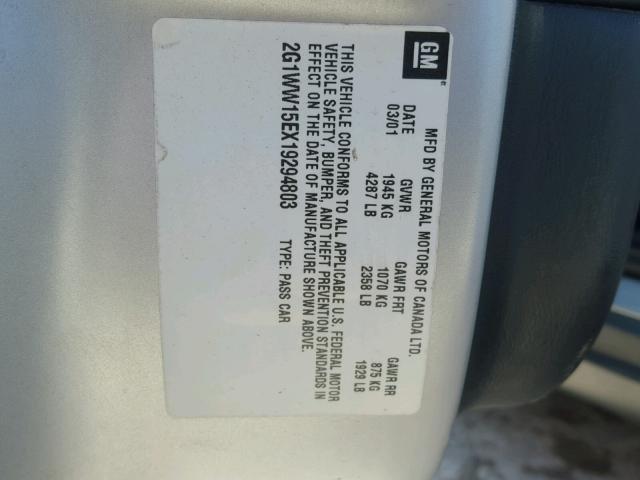 GM
MFD BY GENERAL MOTORS OF CANADA LTD.
DATE GVWR GAWR FRT GAWR RR
03/01 1945 KG 1070 KG 875 KG
4287 LB 2358 LB 1929 LB
THIS VEHICLE CONFORMS TO ALL APPLICABLE U.S. FEDERAL MOTOR
VEHICLE SAFETY, BUMPER, AND THEFT PREVENTION STANDARDS IN
EFFECT ON THE DATE OF MANUFACTURE SHOWN ABOVE.
2G1WW15EX19294803 TYPE: PASS CAR